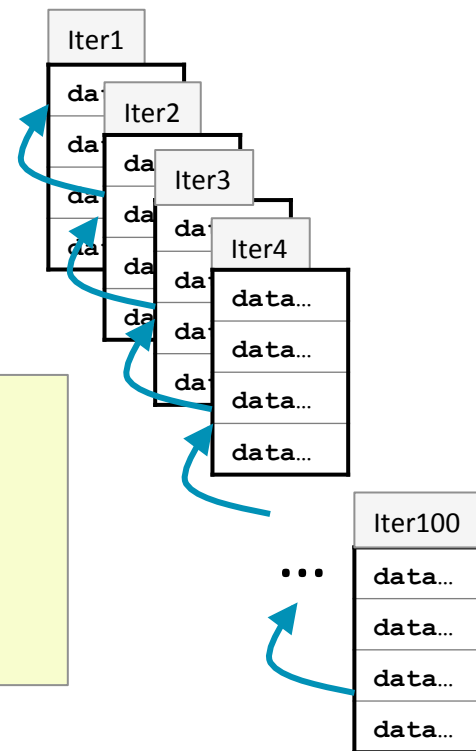 Iter1
Iter2
Iter3
Iter4
data…
data…
data…
data…
…
Iter100
data…
data…
data…
data…